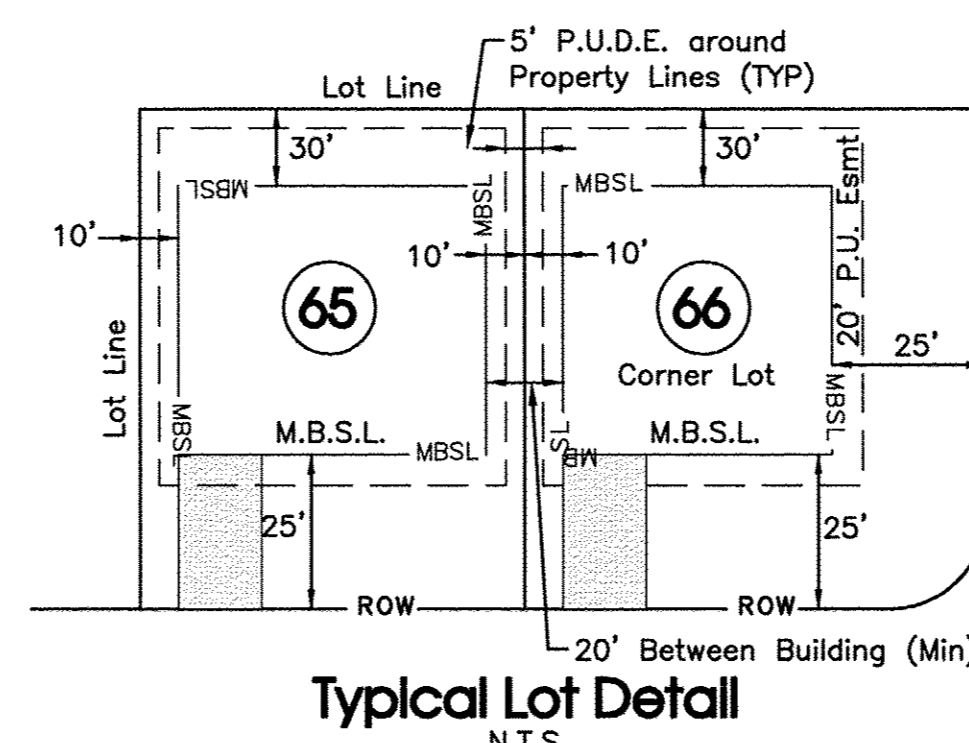 5' P.U.D.E. around
Property Lines (TYP)
Lot Line
30'
30'
MBSL
MBSL
MBSL
20' P.U. Esmt
10'
10'
10'
65
66
25'
Lot Line
Corner Lot
MBSL
M.B.S.L.
MBSL
MBSL
M.B.S.L.
MBSL
25'
25'
ROW
ROW
20' Between Building (Min)
Typical Lot Detail
N.T.S.